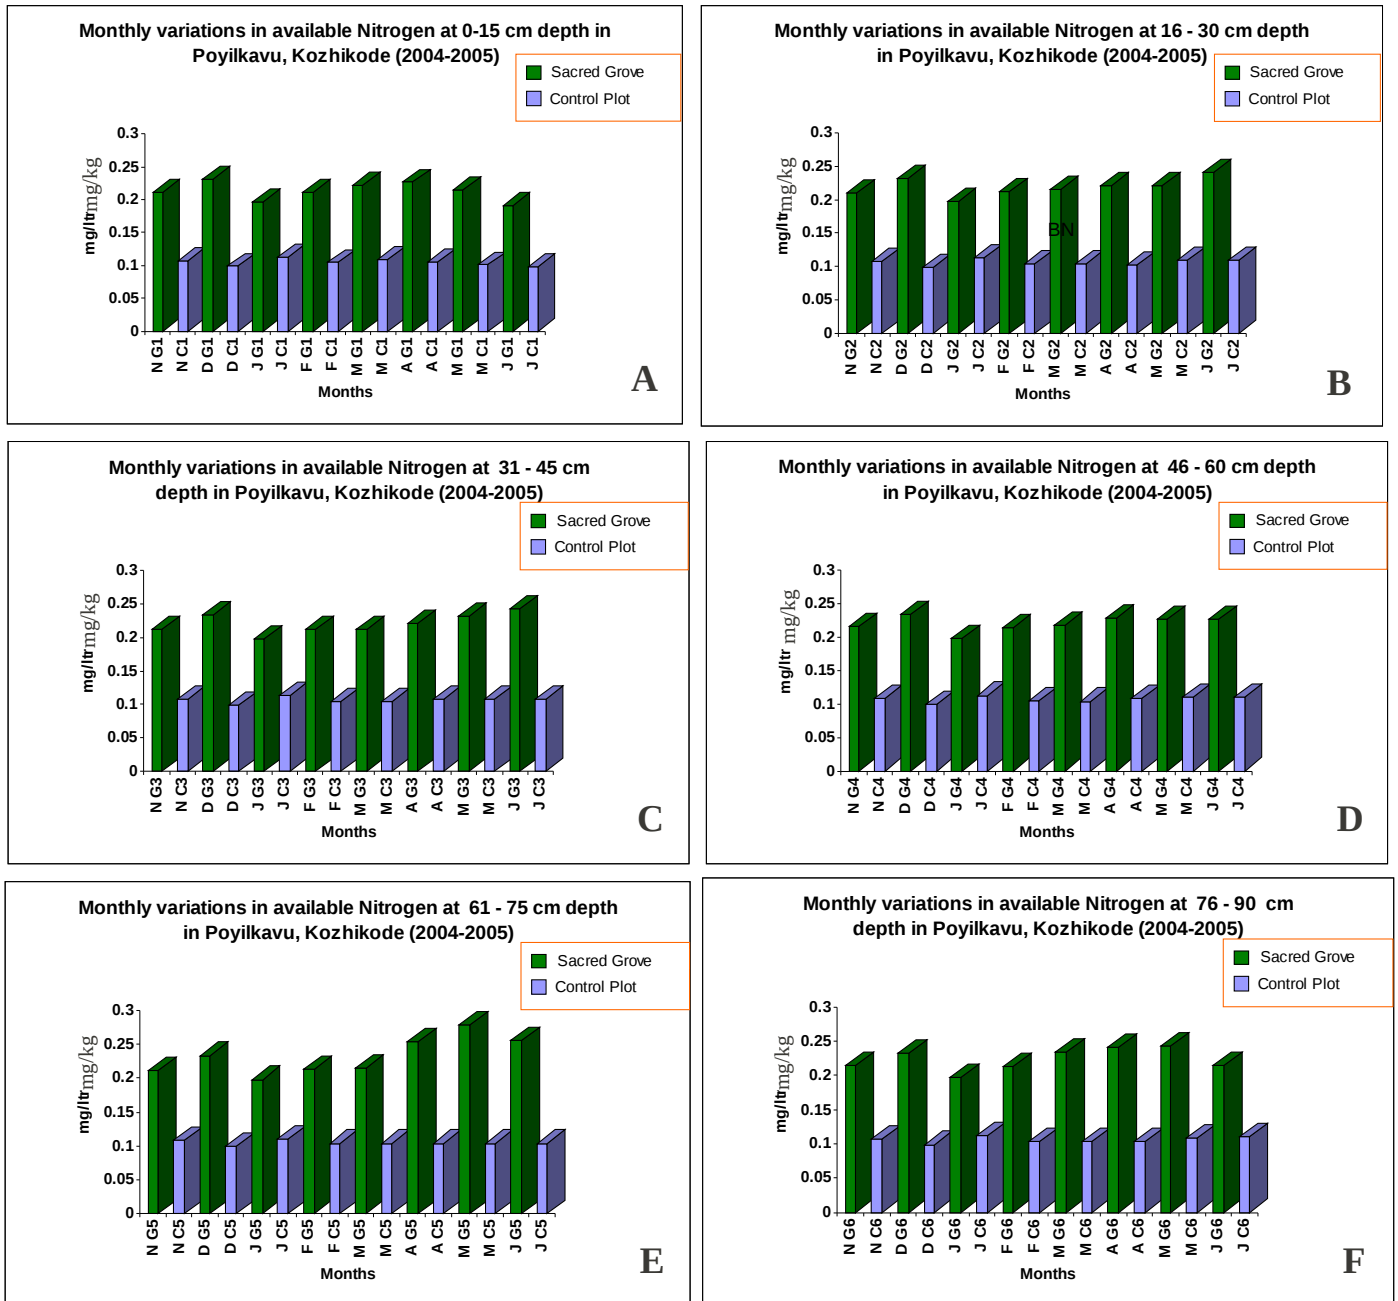 Monthly variations in available Nitrogen at 0-15 cm depth in
Poyilkavu, Kozhikode (2004-2005)
Sacred Grove
Control Plot
0.3
0.25
0.2
0.15
0.1
0.05
0
mg/ltr mg/kg
N G1 N C1 D G1 D C1 J G1 J C1 F G1 F C1 M G1 M C1 A G1 A C1 M G1 M C1 J G1 J C1
Months
A
Monthly variations in available Nitrogen at 16 - 30 cm depth
in Poyilkavu, Kozhikode (2004-2005)
Sacred Grove
Control Plot
0.3
0.25
0.2
0.15
0.1
0.05
0
mg/ltr mg/kg
BN
N G2 N C2 D G2 D C2 J G2 J C2 F G2 F C2 M G2 M C2 A G2 A C2 M G2 M C2 J G2 J C2
Months
B
Monthly variations in available Nitrogen at 31 - 45 cm
depth in Poyilkavu, Kozhikode (2004-2005)
Sacred Grove
Control Plot
0.3
0.25
0.2
0.15
0.1
0.05
0
mg/ltr mg/kg
N G3 N C3 D G3 D C3 J G3 J C3 F G3 F C3 M G3 M C3 A G3 A C3 M G3 M C3 J G3 J C3
Months
C
Monthly variations in available Nitrogen at 46 - 60 cm depth
in Poyilkavu, Kozhikode (2004-2005)
Sacred Grove
Control Plot
0.3
0.25
0.2
0.15
0.1
0.05
0
mg/ltr mg/kg
N G4 N C4 D G4 D C4 J G4 J C4 F G4 F C4 M G4 M C4 A G4 A C4 M G4 M C4 J G4 J C4
Months
D
Monthly variations in available Nitrogen at 61 - 75 cm depth
in Poyilkavu, Kozhikode (2004-2005)
Sacred Grove
Control Plot
0.3
0.25
0.2
0.15
0.1
0.05
0
mg/ltr mg/kg
N G5 N C5 D G5 D C5 J G5 J C5 F G5 F C5 M G5 M C5 A G5 A C5 M G5 M C5 J G5 J C5
Months
E
Monthly variations in available Nitrogen at 76 - 90 cm
depth in Poyilkavu, Kozhikode (2004-2005)
Sacred Grove
Control Plot
0.3
0.25
0.2
0.15
0.1
0.05
0
mg/ltr mg/kg
N G6 N C6 D G6 D C6 J G6 J C6 F G6 F C6 M G6 M C6 A G6 A C6 M G6 M C6 J G6 J C6
Months
F